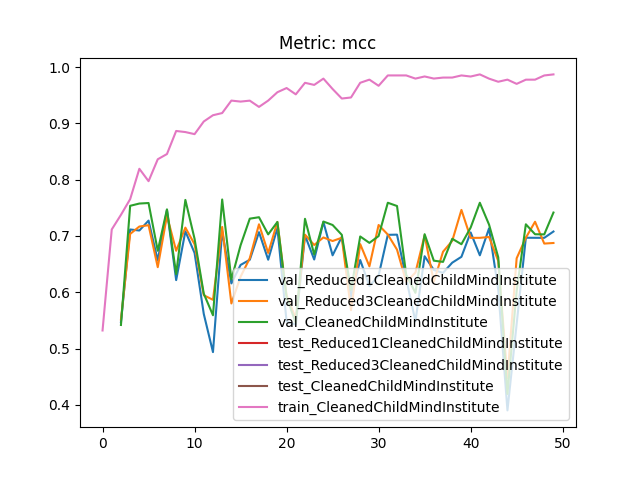 Metric: mcc
1.0
0.9
0.8
0.7
0.6
0.5
0.4
val_Reduced1CleanedChildMindInstitute
val_Reduced3CleanedChildMindInstitute
val_CleanedChildMindInstitute
test_Reduced1CleanedChildMindInstitute
test_Reduced3CleanedChildMindInstitute
test_CleanedChildMindInstitute
train_CleanedChildMindInstitute
0 10 20 30 40 50